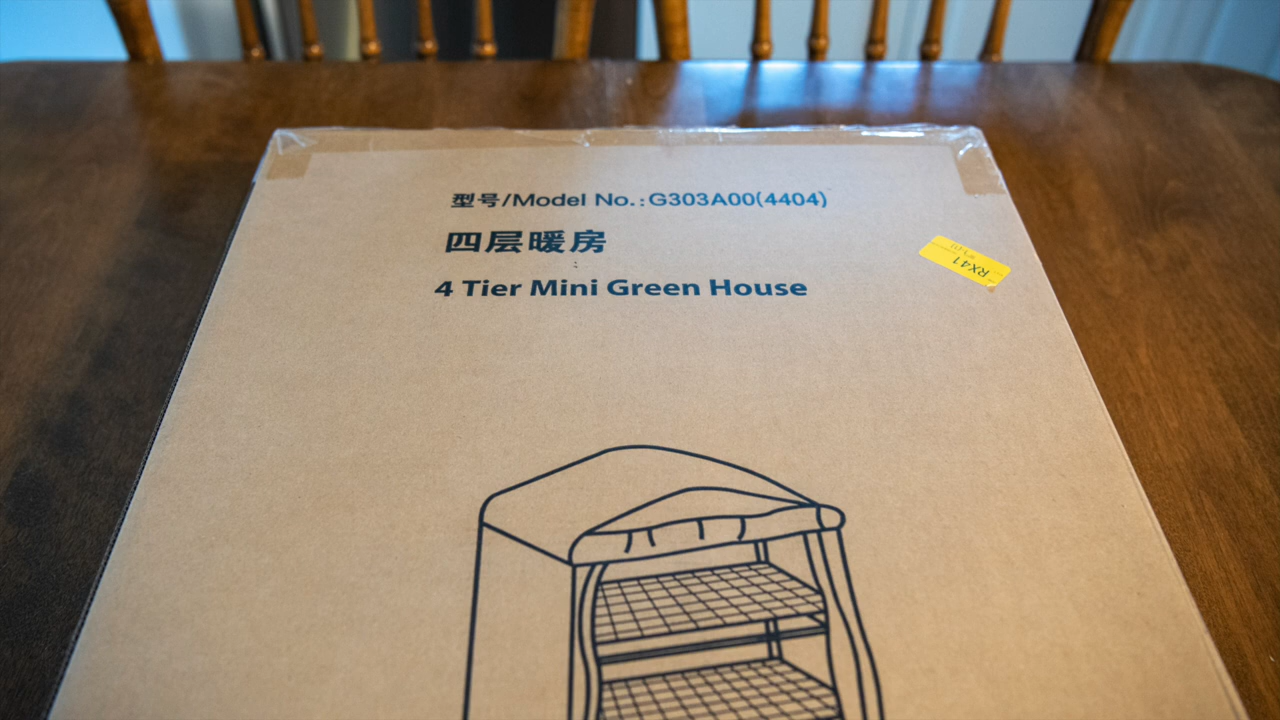 型号/Model No.:G303A00(4404)
四层暖房
4 Tier Mini Green House
RX41